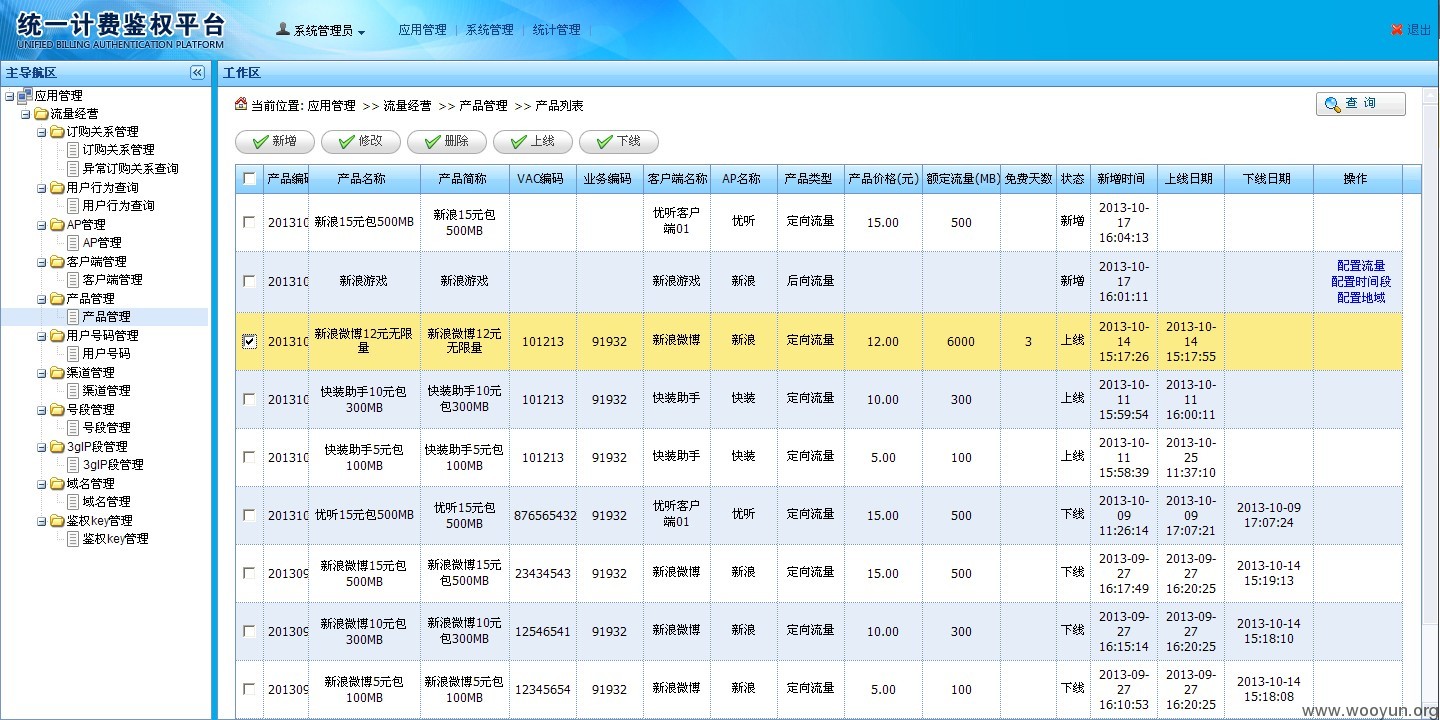 统一计费鉴权平台
UNIFIED BILLING AUTHENTICATION PLATFORM
系统管理员 应用管理 系统管理 统计管理 退出
主导航区
应用管理
流量经营
订购关系管理
订购关系管理
异常订购关系查询
用户行为查询
用户行为查询
AP管理
AP管理
客户端管理
客户端管理
产品管理
产品管理
用户号码管理
用户号码
渠道管理
渠道管理
号段管理
号段管理
3gIP段管理
3gIP段管理
域名管理
域名管理
鉴权key管理
鉴权key管理
工作区
当前位置: 应用管理 >> 流量经营 >> 产品管理 >> 产品列表
查 询
新增 修改 删除 上线 下线
产品编码 产品名称 产品简称 VAC编码 业务编码 客户端名称 AP名称 产品类型 产品价格(元) 额定流量(MB) 免费天数 状态 新增时间 上线日期 下线日期 操作
201310 新浪15元包500MB 新浪15元包500MB 优听客户端01 优听 定向流量 15.00 500 新增 2013-10-17 16:04:13
201310 新浪游戏 新浪游戏 新浪游戏 新浪 后向流量 新增 2013-10-17 16:01:11 配置流量 配置时间段 配置地域
201310 新浪微博12元无限量 新浪微博12元无限量 101213 91932 新浪微博 新浪 定向流量 12.00 6000 3 上线 2013-10-14 15:17:26 2013-10-14 15:17:55
201310 快装助手10元包300MB 快装助手10元包300MB 101213 91932 快装助手 快装 定向流量 10.00 300 上线 2013-10-11 15:59:54 2013-10-11 16:00:11
201310 快装助手5元包100MB 快装助手5元包100MB 101213 91932 快装助手 快装 定向流量 5.00 100 上线 2013-10-11 15:58:39 2013-10-25 11:37:10
201310 优听15元包500MB 优听15元包500MB 876565432 91932 优听客户端01 优听 定向流量 15.00 500 下线 2013-10-09 11:26:14 2013-10-09 17:07:21 2013-10-09 17:07:24
201309 新浪微博15元包500MB 新浪微博15元包500MB 23434543 91932 新浪微博 新浪 定向流量 15.00 500 下线 2013-09-27 16:17:49 2013-09-27 16:20:25 2013-10-14 15:19:13
201309 新浪微博10元包300MB 新浪微博10元包300MB 12546541 91932 新浪微博 新浪 定向流量 10.00 300 下线 2013-09-27 16:15:14 2013-09-27 16:20:25 2013-10-14 15:18:10
201309 新浪微博5元包100MB 新浪微博5元包100MB 12345654 91932 新浪微博 新浪 定向流量 5.00 100 下线 2013-09-27 16:10:53 2013-09-27 16:20:25 2013-10-14 15:18:08
www.wooyun.org